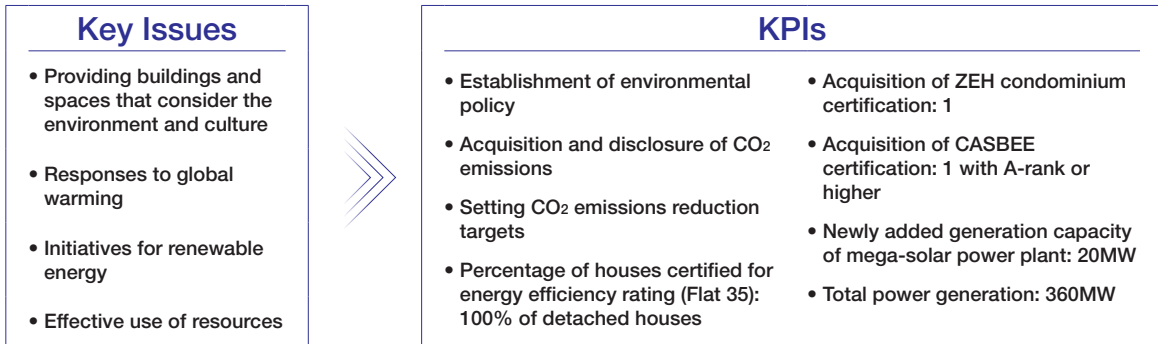 Key Issues
• Providing buildings and
spaces that consider the
environment and culture
• Responses to global
warming
• Initiatives for renewable
energy
• Effective use of resources
KPIs
• Establishment of environmental
policy
• Acquisition and disclosure of CO2
emissions
• Setting CO2 emissions reduction
targets
• Percentage of houses certified for
energy efficiency rating (Flat 35):
100% of detached houses
• Acquisition of ZEH condominium
certification: 1
• Acquisition of CASBEE
certification: 1 with A-rank or
higher
• Newly added generation capacity
of mega-solar power plant: 20MW
• Total power generation: 360MW